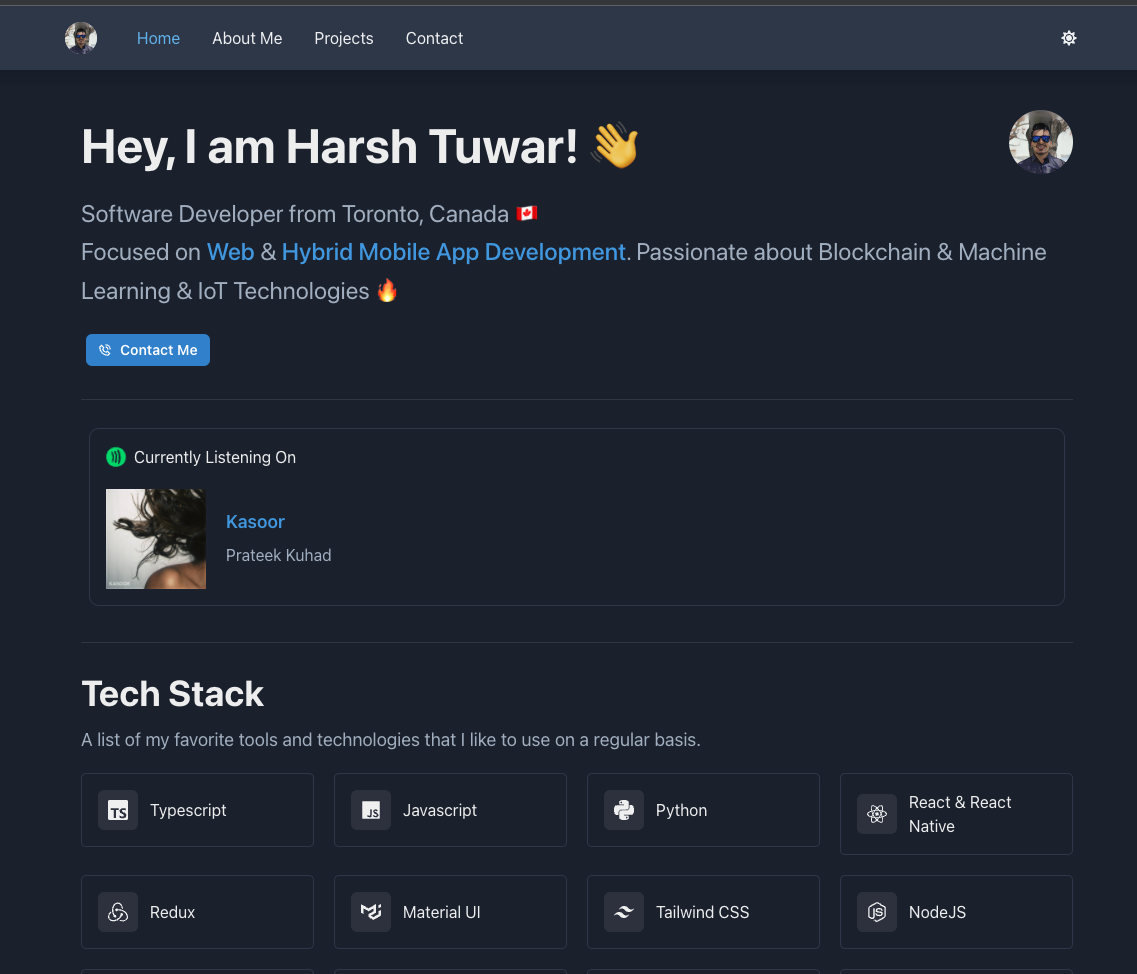 Home About Me Projects Contact
Hey, I am Harsh Tuwar! 👋
Software Developer from Toronto, Canada 🇨🇦
Focused on Web & Hybrid Mobile App Development. Passionate about Blockchain & Machine
Learning & IoT Technologies 🔥
Contact Me
Currently Listening On
Kasoor
Prateek Kuhad
KASOOR
Tech Stack
A list of my favorite tools and technologies that I like to use on a regular basis.
TS Typescript
JS Javascript
Python
React & React
Native
Redux
Material UI
Tailwind CSS
JS NodeJS